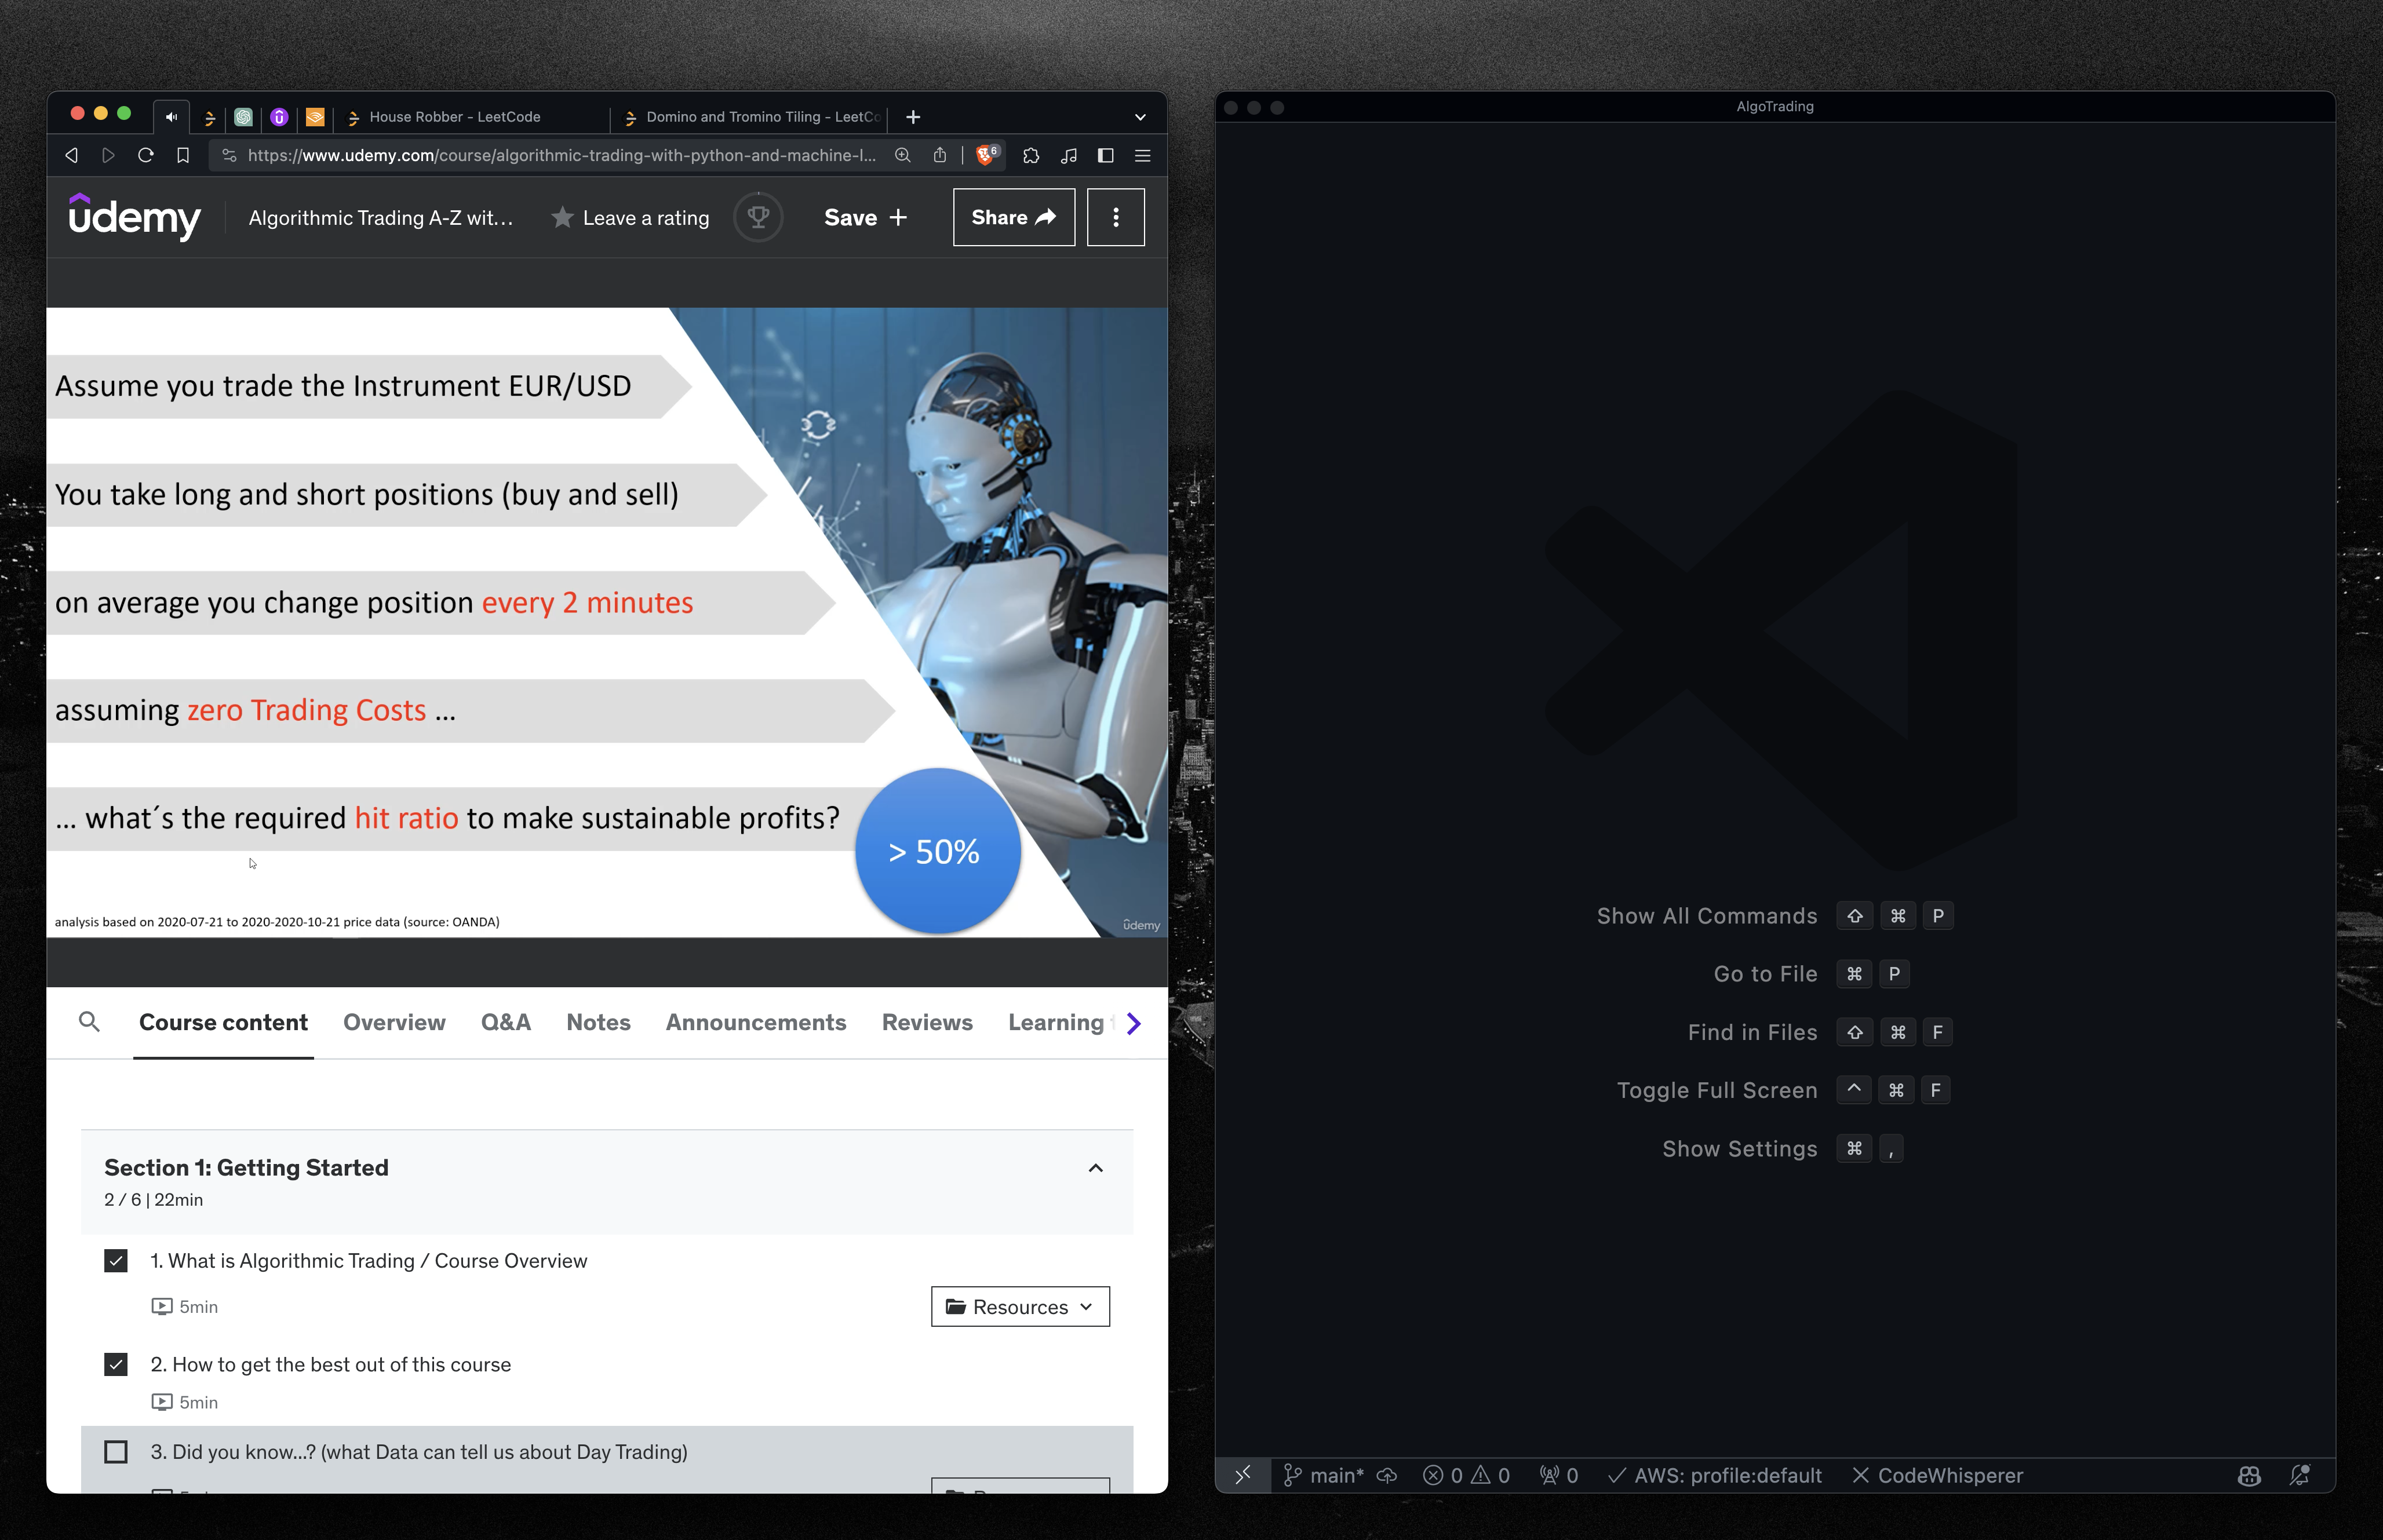 House Robber - LeetCode
Domino and Tromino Tiling - LeetCo
https://www.udemy.com/course/algorithmic-trading-with-python-and-machine-l...
6
udemy
Algorithmic Trading A-Z wit...
Leave a rating
Save +
Share
Assume you trade the Instrument EUR/USD
You take long and short positions (buy and sell)
on average you change position every 2 minutes
assuming zero Trading Costs ...
... what´s the required hit ratio to make sustainable profits?
> 50%
analysis based on 2020-07-21 to 2020-2020-10-21 price data (source: OANDA)
udemy
Course content
Overview
Q&A
Notes
Announcements
Reviews
Learning
Section 1: Getting Started
2 / 6 | 22min
1. What is Algorithmic Trading / Course Overview
5min
Resources
2. How to get the best out of this course
5min
3. Did you know...? (what Data can tell us about Day Trading)
AlgoTrading
Show All Commands ⇧ ⌘ P
Go to File ⌘ P
Find in Files ⇧ ⌘ F
Toggle Full Screen ^ ⌘ F
Show Settings ⌘ ,
main* 0 0 0 AWS: profile:default CodeWhisperer